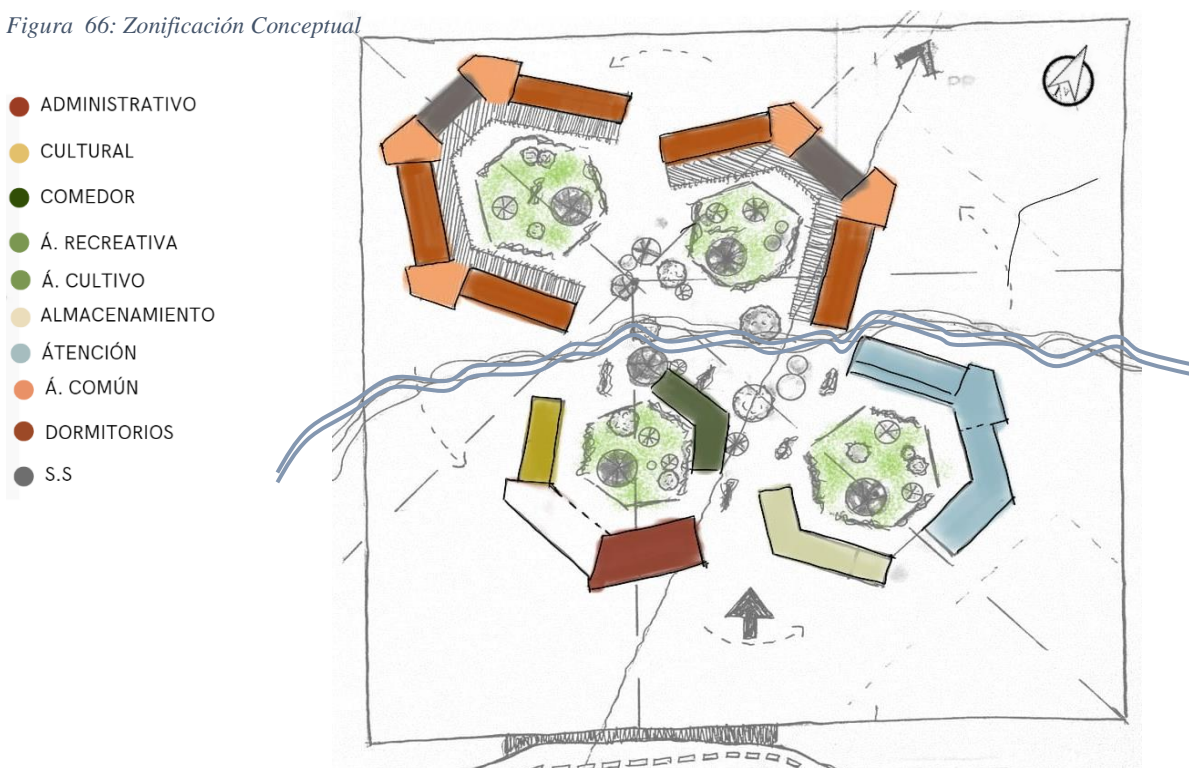 Figura 66: Zonificación Conceptual
ADMINISTRATIVO
CULTURAL
COMEDOR
Á. RECREATIVA
Á. CULTIVO
ALMACENAMIENTO
ÁTENCIÓN
Á. COMÚN
DORMITORIOS
S.S